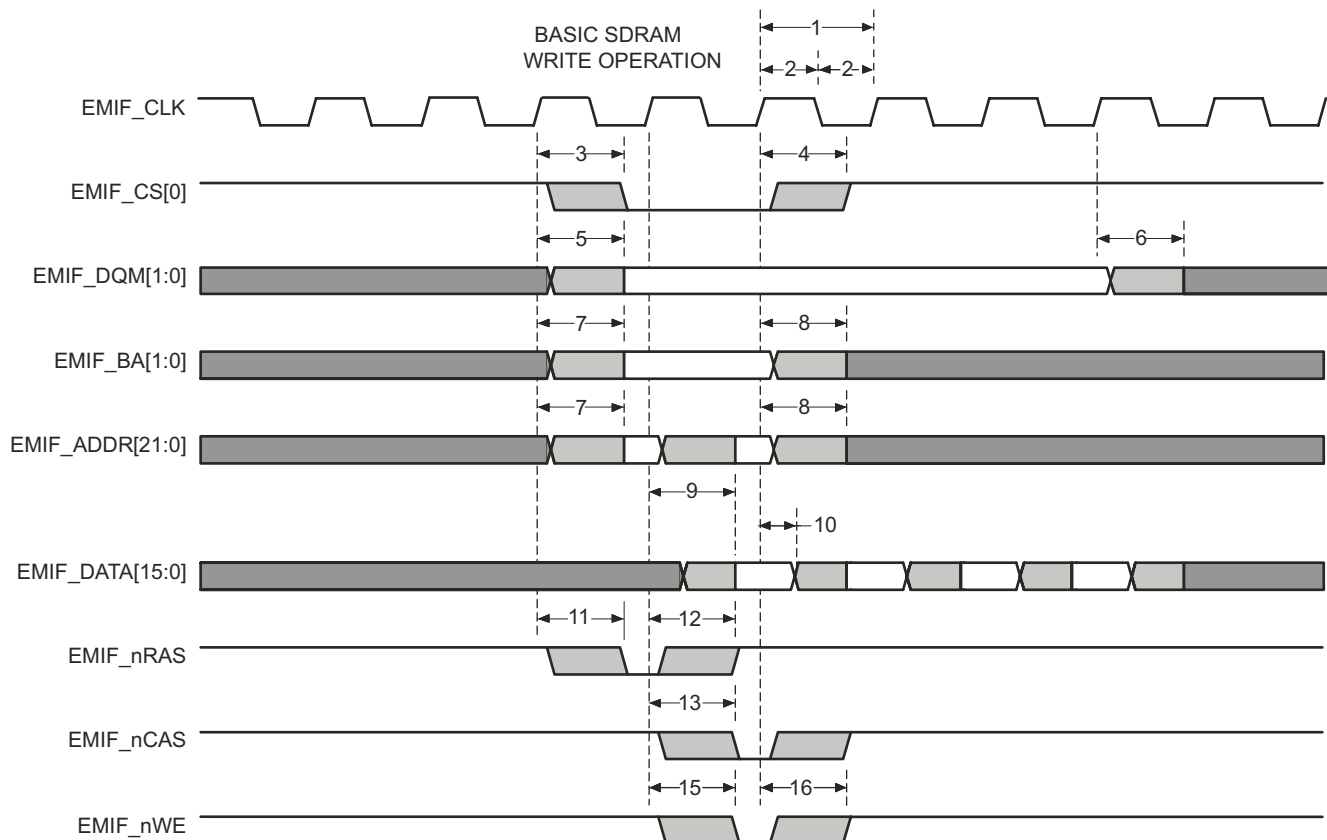 BASIC SDRAM
WRITE OPERATION
1
2
2
EMIF_CLK
3
4
EMIF_CS[0]
5
6
EMIF_DQM[1:0]
7
8
EMIF_BA[1:0]
7
8
EMIF_ADDR[21:0]
9
10
EMIF_DATA[15:0]
11
12
EMIF_nRAS
13
EMIF_nCAS
15
16
EMIF_nWE